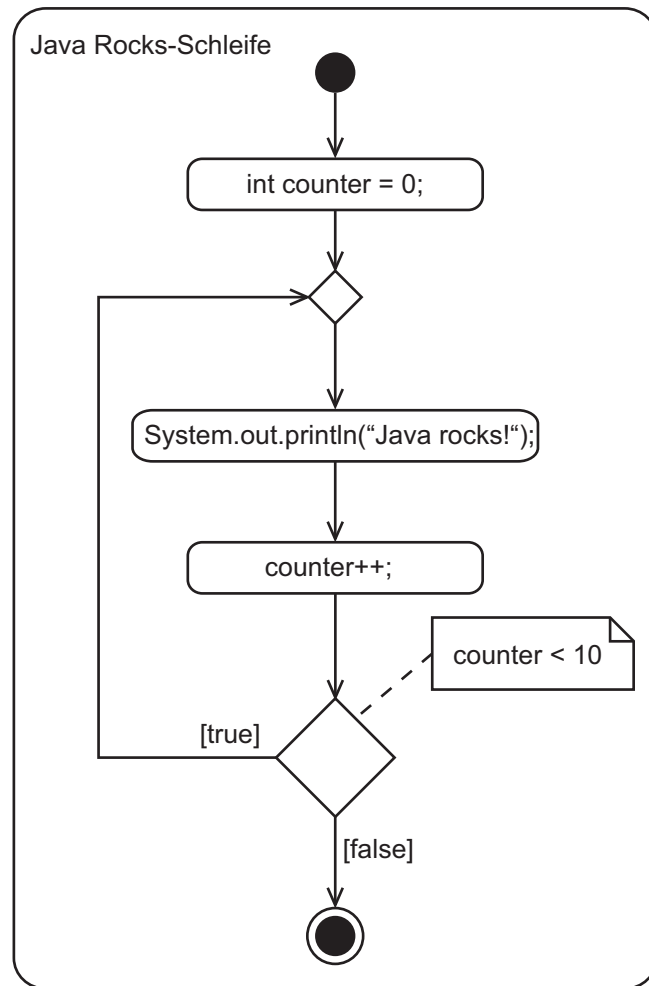 Java Rocks-Schleife
int counter = 0;
System.out.println(“Java rocks!“);
counter++;
counter < 10
[true]
[false]